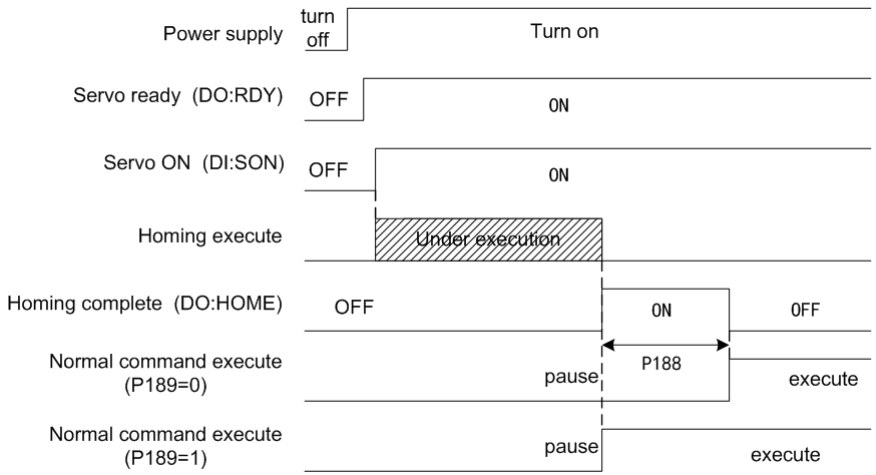 Power supply
turn
off
Turn on
Servo ready (DO:RDY)
OFF
ON
Servo ON (DI:SON)
OFF
ON
Homing execute
Under execution
Homing complete (DO:HOME)
OFF
ON
OFF
Normal command execute
(P189=0)
pause
P188
execute
Normal command execute
(P189=1)
pause
execute